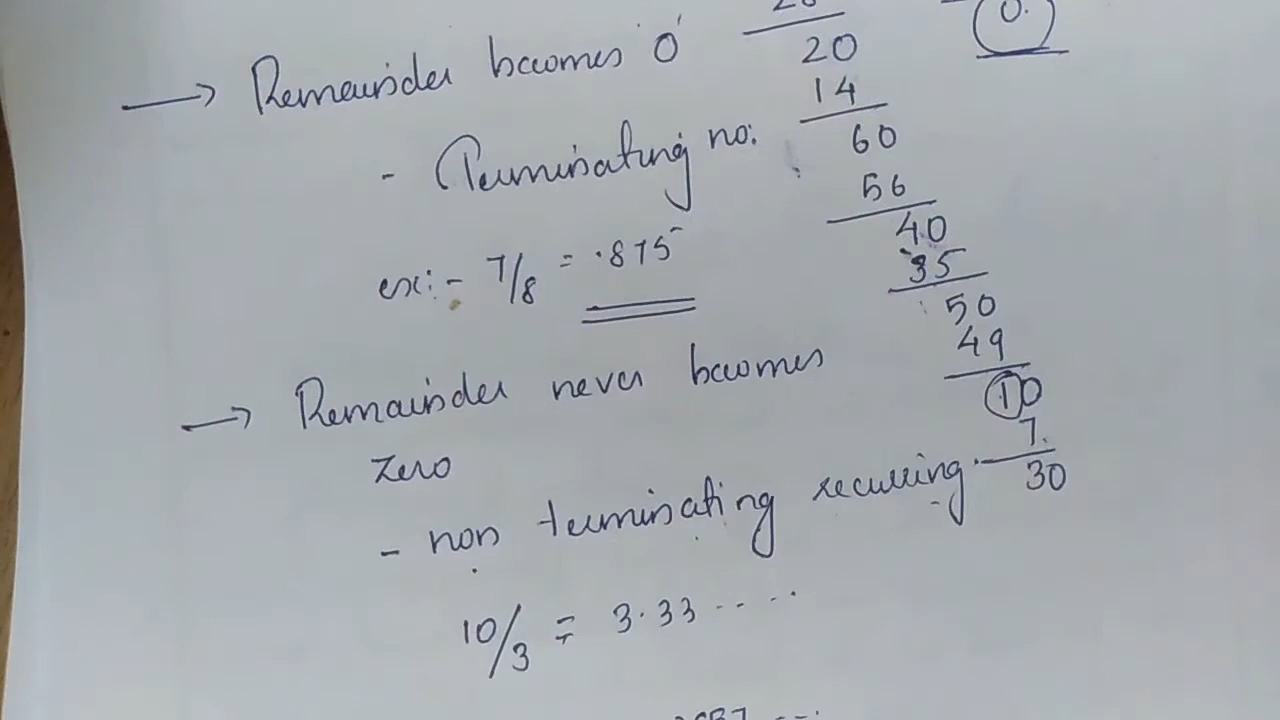 → Remainder becomes 0
- Terminating no:
ex:- 7/8 = .875
→ Remainder never becomes
zero
- non terminating recurring.
10/3 = 3.33 ....
20
14
60
56
40
35
50
49
10
7.
30
0.